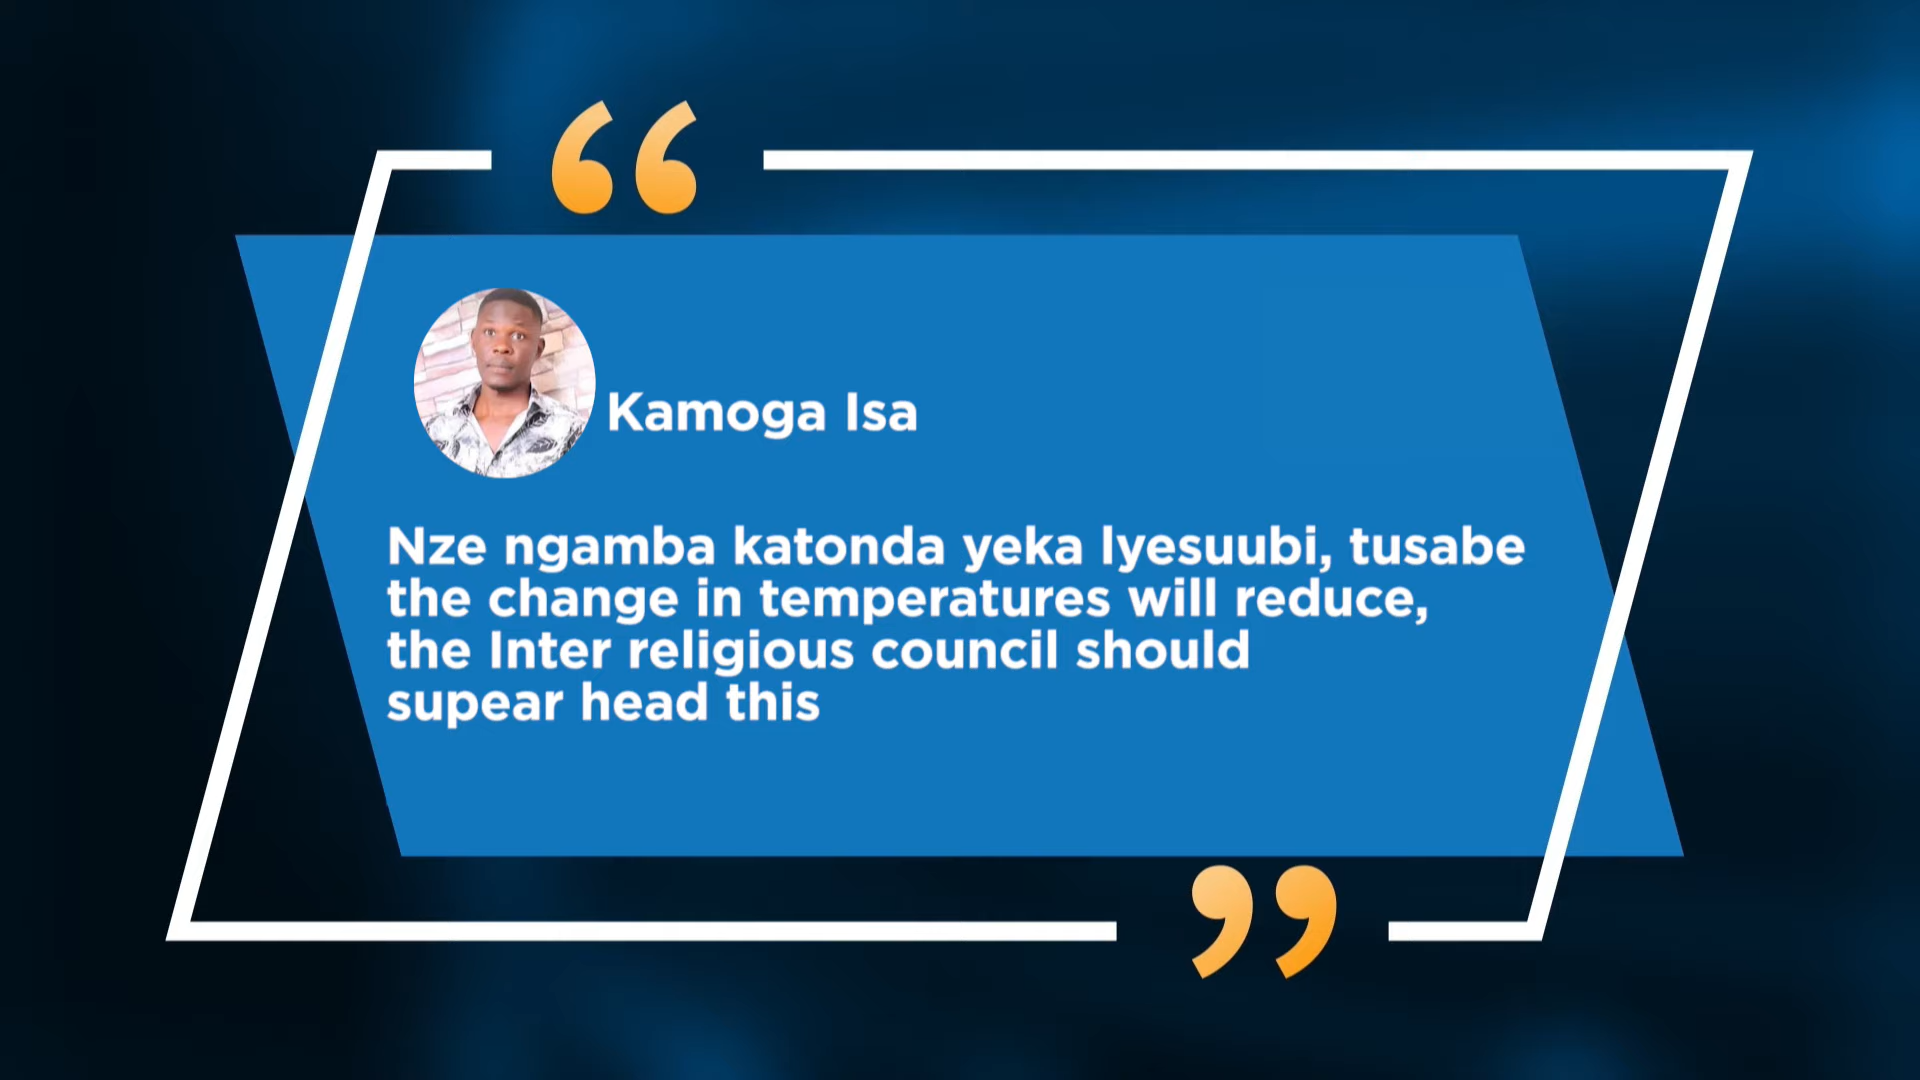 “
Kamoga Isa
Nze ngamba katonda yeka lyesuubi, tusabe
the change in temperatures will reduce,
the Inter religious council should
supear head this
”